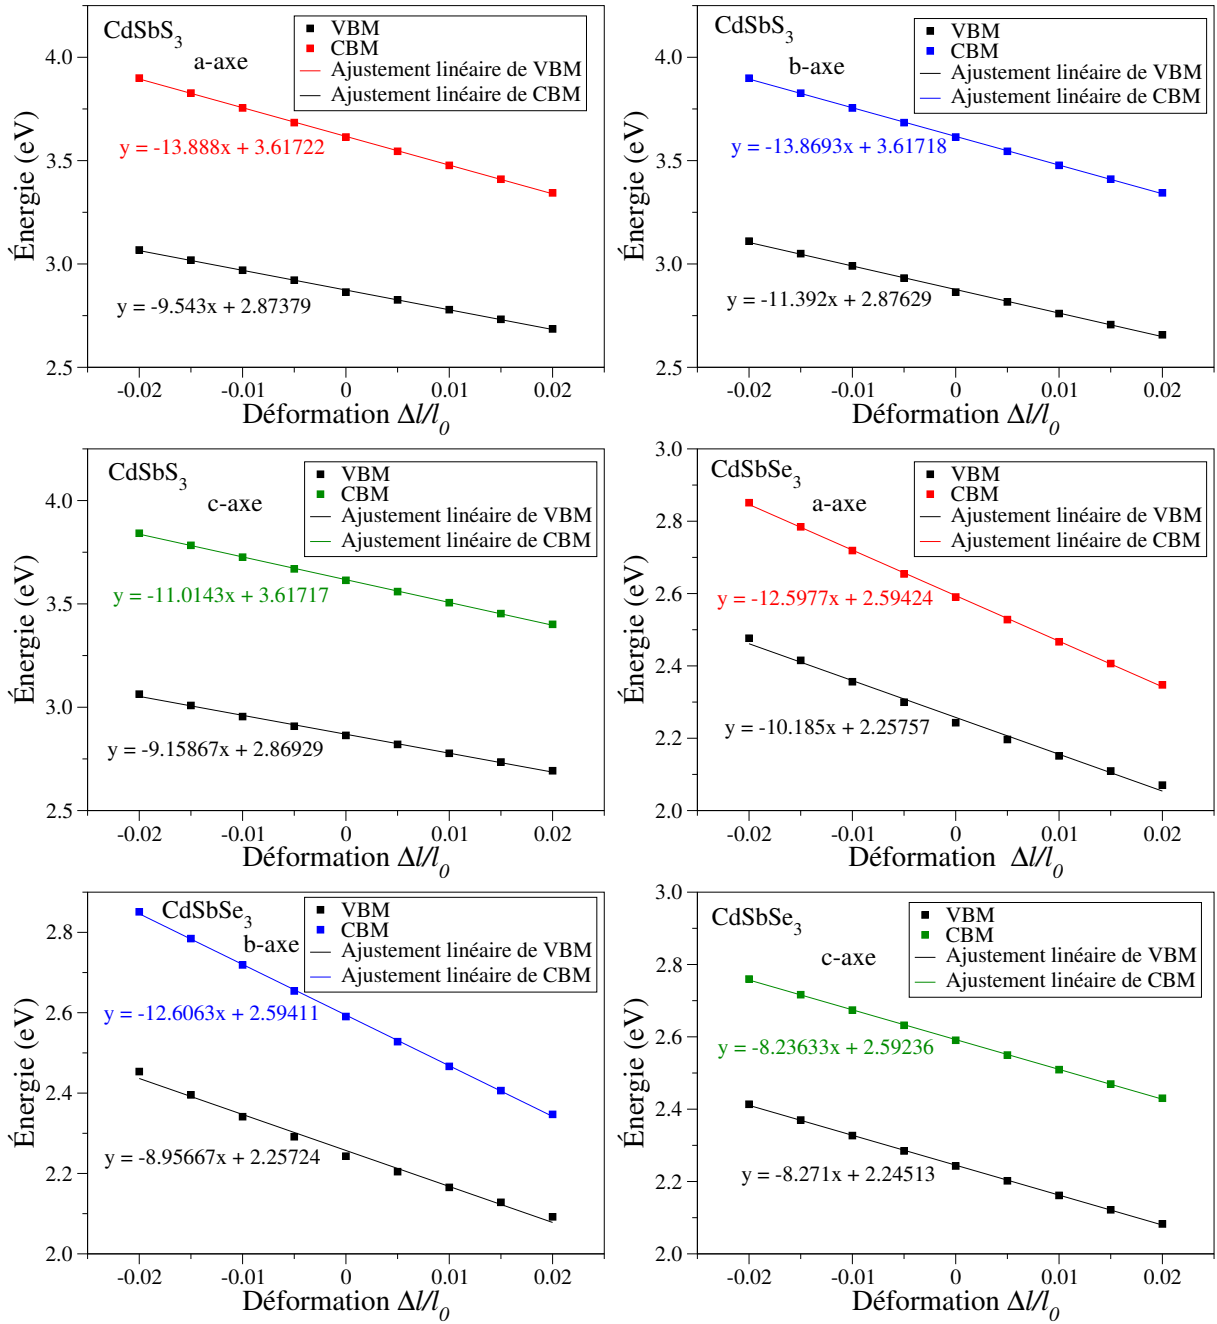 CdSbS3
a-axe
VBM
CBM
Ajustement linéaire de VBM
Ajustement linéaire de CBM
y = -13.888x + 3.61722
y = -9.543x + 2.87379
4.0
3.5
3.0
2.5
-0.02 -0.01 0 0.01 0.02
Énergie (eV)
Déformation Δl/l0
CdSbS3
b-axe
VBM
CBM
Ajustement linéaire de VBM
Ajustement linéaire de CBM
y = -13.8693x + 3.61718
y = -11.392x + 2.87629
4.0
3.5
3.0
2.5
-0.02 -0.01 0 0.01 0.02
Énergie (eV)
Déformation Δl/l0
CdSbS3
c-axe
VBM
CBM
Ajustement linéaire de VBM
Ajustement linéaire de CBM
y = -11.0143x + 3.61717
y = -9.15867x + 2.86929
4.0
3.5
3.0
2.5
-0.02 -0.01 0 0.01 0.02
Énergie (eV)
Déformation Δl/l0
CdSbSe3
a-axe
VBM
CBM
Ajustement linéaire de VBM
Ajustement linéaire de CBM
y = -12.5977x + 2.59424
y = -10.185x + 2.25757
3.0
2.8
2.6
2.4
2.2
2.0
-0.02 -0.01 0 0.01 0.02
Énergie (eV)
Déformation Δl/l0
CdSbSe3
b-axe
VBM
CBM
Ajustement linéaire de VBM
Ajustement linéaire de CBM
y = -12.6063x + 2.59411
y = -8.95667x + 2.25724
2.8
2.6
2.4
2.2
2.0
-0.02 -0.01 0 0.01 0.02
Énergie (eV)
Déformation Δl/l0
CdSbSe3
c-axe
VBM
CBM
Ajustement linéaire de VBM
Ajustement linéaire de CBM
y = -8.23633x + 2.59236
y = -8.271x + 2.24513
3.0
2.8
2.6
2.4
2.2
2.0
-0.02 -0.01 0 0.01 0.02
Énergie (eV)
Déformation Δl/l0